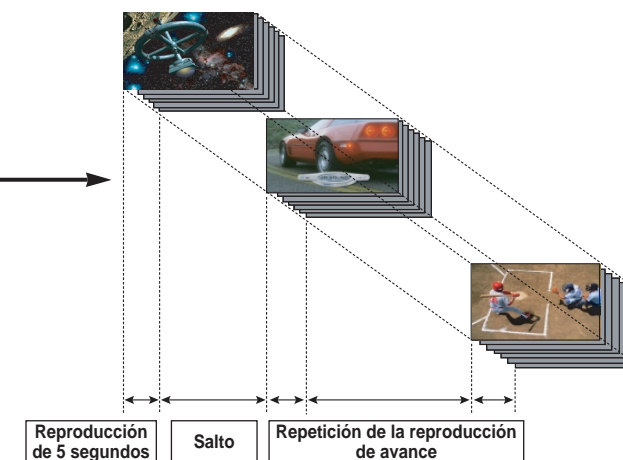 Reproducción
de 5 segundos
Salto
Repetición de la reproducción
de avance